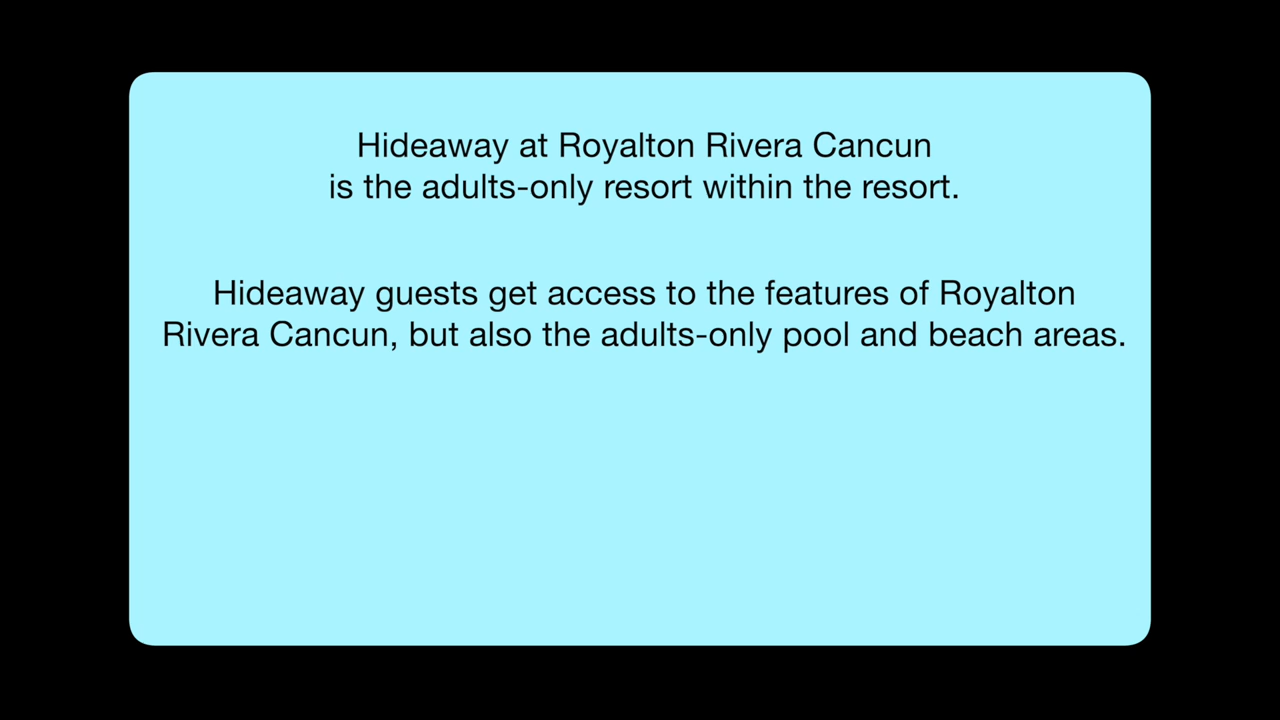 Hideaway at Royalton Rivera Cancun
is the adults-only resort within the resort.
Hideaway guests get access to the features of Royalton
Rivera Cancun, but also the adults-only pool and beach areas.